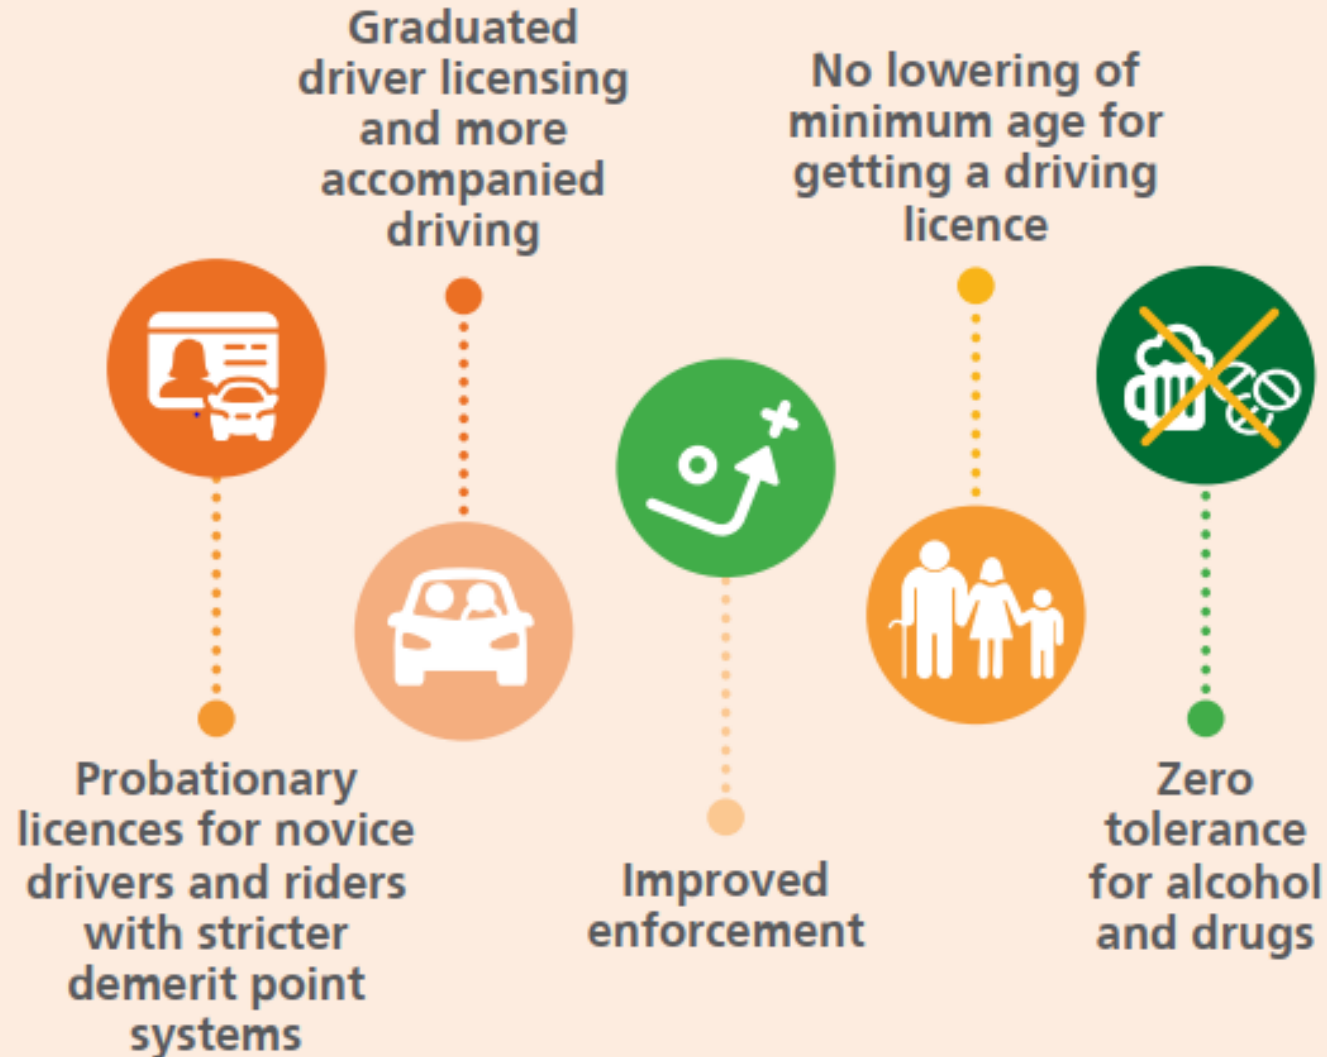 Graduated
driver licensing
and more
accompanied
driving
No lowering of
minimum age for
getting a driving
licence
Probationary
licences for novice
drivers and riders
with stricter
demerit point
systems
Improved
enforcement
Zero
tolerance
for alcohol
and drugs